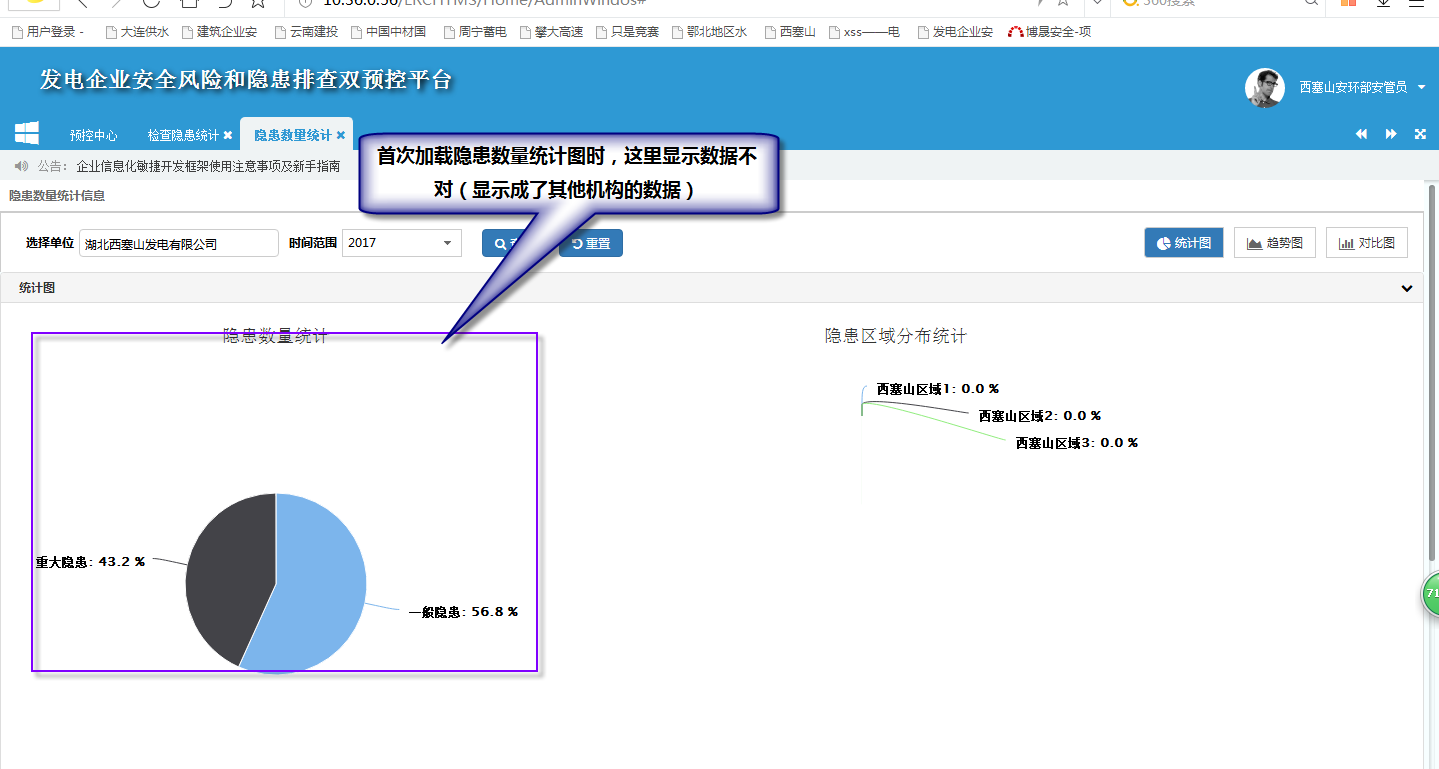 10.36.0.56/ERCHTMS/Home/AdminWindos#
360搜索
用户登录 - 大连供水 建筑企业安 云南建投 中国中材国 周宁蓄电 攀大高速 只是竞赛 鄂北地区水 西塞山 xss——电 发电企业安 博晟安全-项
发电企业安全风险和隐患排查双预控平台
西塞山安环部安管员
预控中心 检查隐患统计 隐患数量统计
公告： 企业信息化敏捷开发框架使用注意事项及新手指南
首次加载隐患数量统计图时，这里显示数据不
对（显示成了其他机构的数据）
隐患数量统计信息
选择单位 湖北西塞山发电有限公司 时间范围 2017 重置 统计图 趋势图 对比图
统计图
隐患数量统计
隐患区域分布统计
西塞山区域1: 0.0 %
西塞山区域2: 0.0 %
西塞山区域3: 0.0 %
重大隐患: 43.2 %
一般隐患: 56.8 %
71